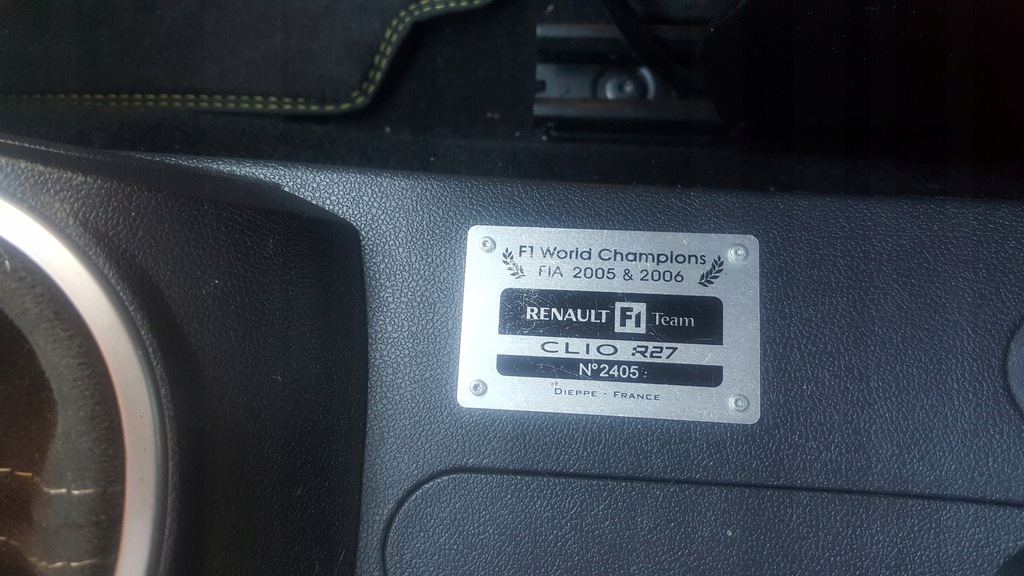 F1 World Champions
FIA 2005 & 2006
RENAULT F1 Team
CLIO R27
N°2405
DIEPPE - FRANCE